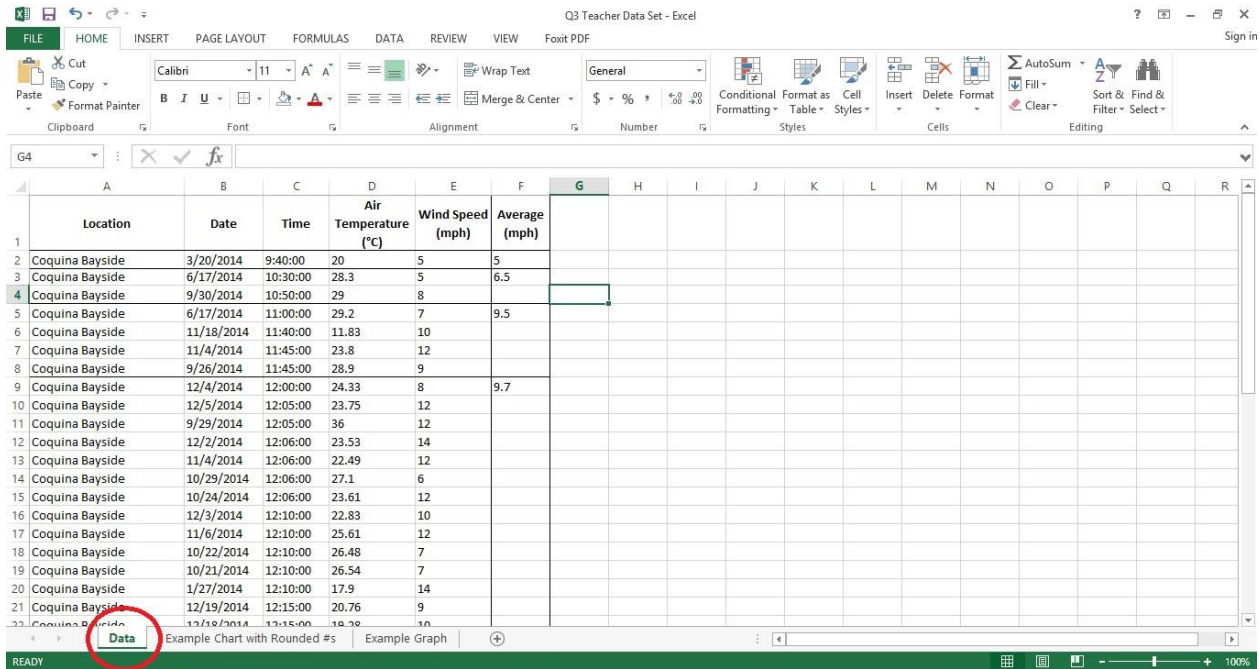 Q3 Teacher Data Set - Excel
FILE HOME INSERT PAGE LAYOUT FORMULAS DATA REVIEW VIEW Foxit PDF Sign in
Paste Cut Copy Format Painter
Clipboard
Calibri 11
B I U
Font
Wrap Text
Merge & Center
Alignment
General
$ % ,
Number
Conditional Formatting Format as Table Cell Styles
Styles
Insert Delete Format
Cells
AutoSum Fill Clear
Sort & Filter Find & Select
Editing
G4 fx
A B C D E F G H I J K L M N O P Q R
1 Location Date Time Air Temperature (°C) Wind Speed (mph) Average (mph)
2 Coquina Bayside 3/20/2014 9:40:00 20 5 5
3 Coquina Bayside 6/17/2014 10:30:00 28.3 5 6.5
4 Coquina Bayside 9/30/2014 10:50:00 29 8
5 Coquina Bayside 6/17/2014 11:00:00 29.2 7 9.5
6 Coquina Bayside 11/18/2014 11:40:00 11.83 10
7 Coquina Bayside 11/4/2014 11:45:00 23.8 12
8 Coquina Bayside 9/26/2014 11:45:00 28.9 9
9 Coquina Bayside 12/4/2014 12:00:00 24.33 8 9.7
10 Coquina Bayside 12/5/2014 12:05:00 23.75 12
11 Coquina Bayside 9/29/2014 12:05:00 36 12
12 Coquina Bayside 12/2/2014 12:06:00 23.53 14
13 Coquina Bayside 11/4/2014 12:06:00 22.49 12
14 Coquina Bayside 10/29/2014 12:06:00 27.1 6
15 Coquina Bayside 10/24/2014 12:06:00 23.61 12
16 Coquina Bayside 12/3/2014 12:10:00 22.83 10
17 Coquina Bayside 11/6/2014 12:10:00 25.61 12
18 Coquina Bayside 10/22/2014 12:10:00 26.48 7
19 Coquina Bayside 10/21/2014 12:10:00 26.54 7
20 Coquina Bayside 1/27/2014 12:10:00 17.9 14
21 Coquina Bayside 12/19/2014 12:15:00 20.76 9
22 Coquina Bayside 12/18/2014 12:15:00 19.28 10
Data Example Chart with Rounded #s Example Graph
READY 100%